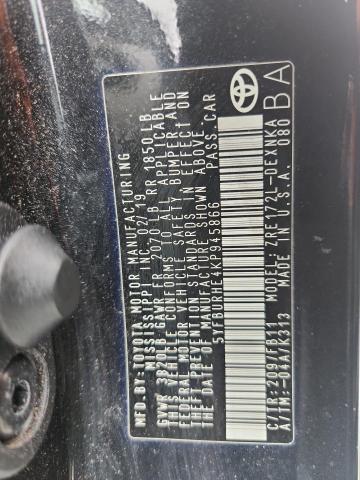 MFD.BY:TOYOTA MOTOR MANUFACTURING
MISSISSIPPI INC. 02/19
GVWR 3820LB GAWR FR 2070LB RR 1850LB
THIS VEHICLE CONFORMS TO ALL APPLICABLE
FEDERAL MOTOR VEHICLE SAFETY BUMPER AND
THEFT PREVENTION STANDARDS IN EFFECT ON
THE DATE OF MANUFACTURE SHOWN ABOVE.
5YFBURHE4KP945866 PASS.CAR
C/TR:209/FB11
A/TM:-04A/K313
MODEL:ZRE172L-DEXNKA
MADE IN U.S.A. 080
BA